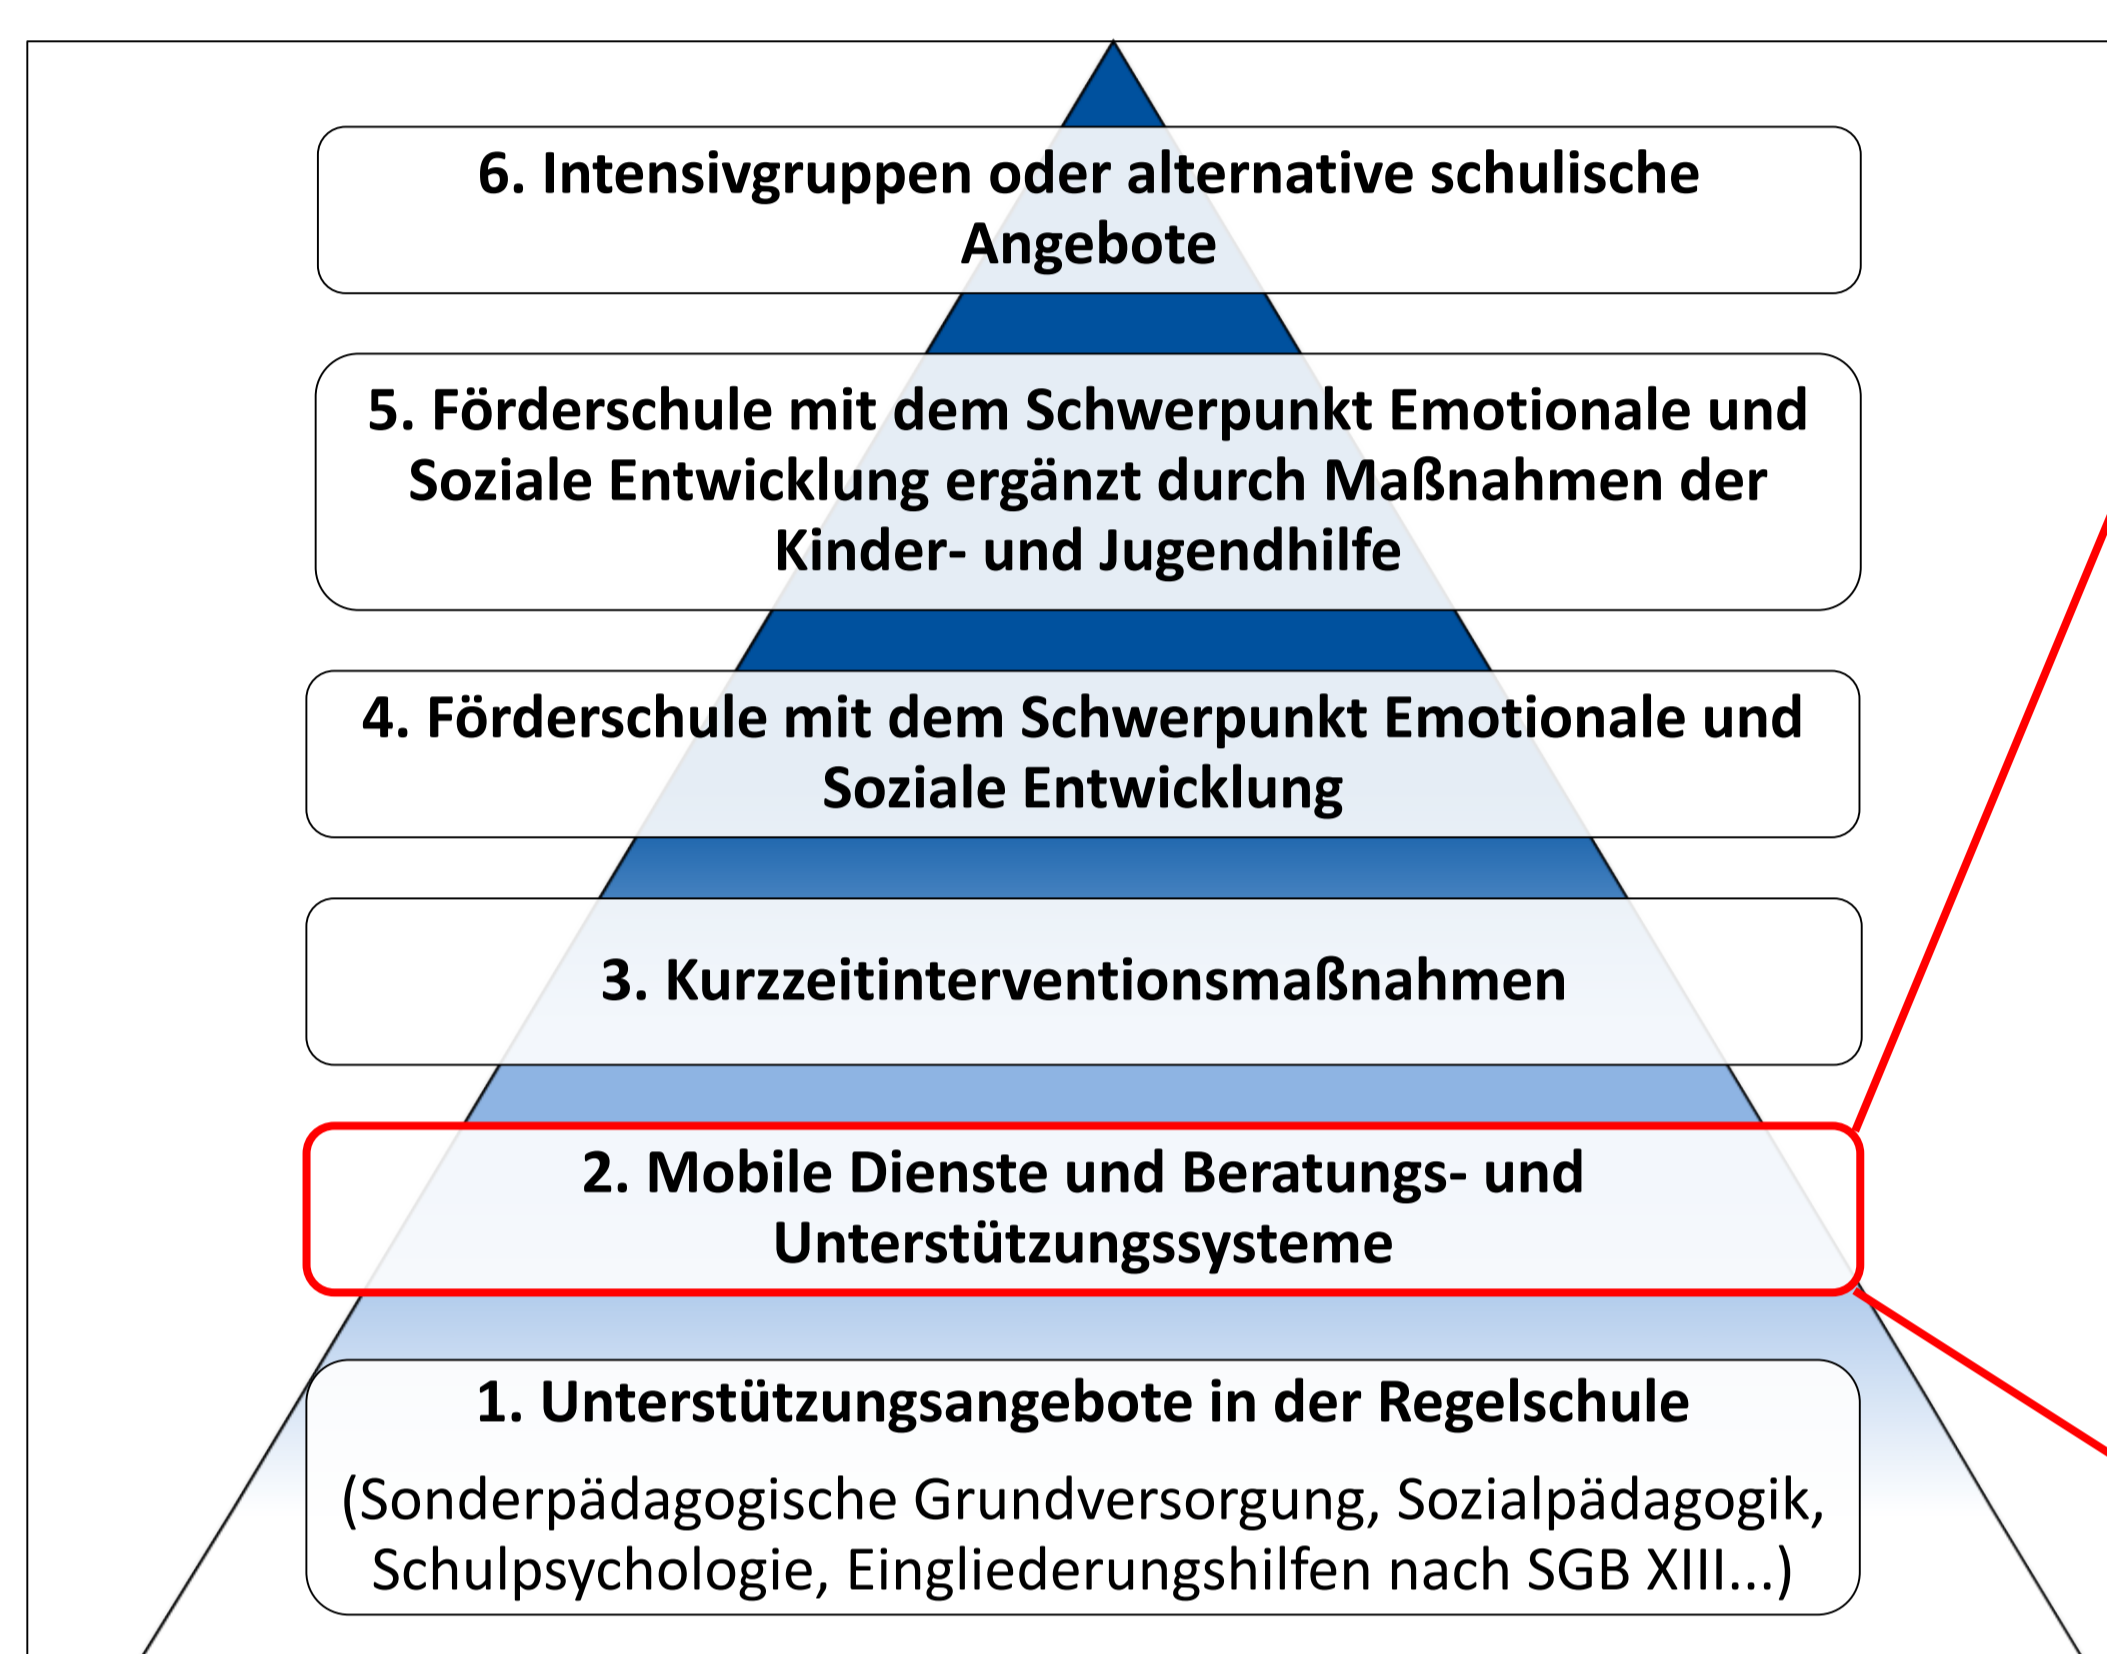 6. Intensivgruppen oder alternative schulische
Angebote
5. Förderschule mit dem Schwerpunkt Emotionale und
Soziale Entwicklung ergänzt durch Maßnahmen der
Kinder- und Jugendhilfe
4. Förderschule mit dem Schwerpunkt Emotionale und
Soziale Entwicklung
3. Kurzzeitinterventionsmaßnahmen
2. Mobile Dienste und Beratungs- und
Unterstützungssysteme
1. Unterstützungsangebote in der Regelschule
(Sonderpädagogische Grundversorgung, Sozialpädagogik,
Schulpsychologie, Eingliederungshilfen nach SGB XIII...)